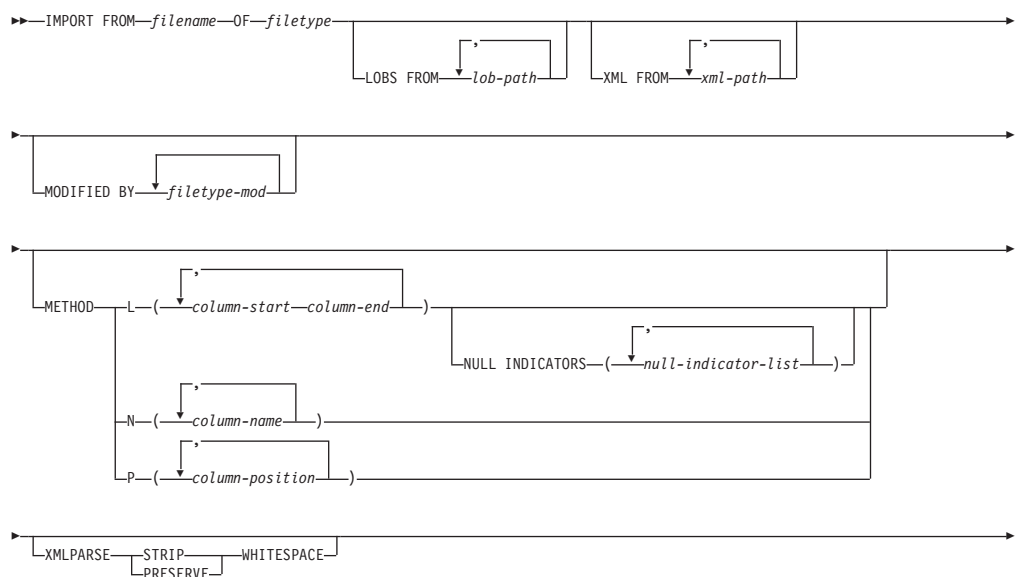 IMPORT FROM filename OF filetype
,
,
LOBS FROM lob-path
XML FROM xml-path
MODIFIED BY filetype-mod
,
METHOD L ( column-start column-end )
,
NULL INDICATORS ( null-indicator-list )
,
N ( column-name )
,
P ( column-position )
XMLPARSE STRIP WHITESPACE
PRESERVE